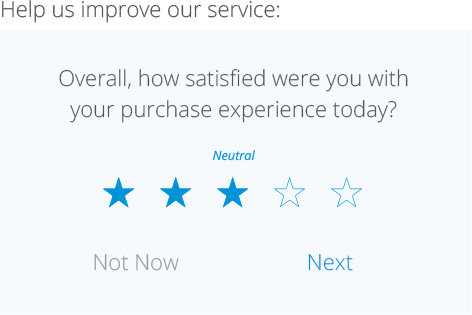 Help us improve our service:
Overall, how satisfied were you with
your purchase experience today?
Neutral
Not Now Next